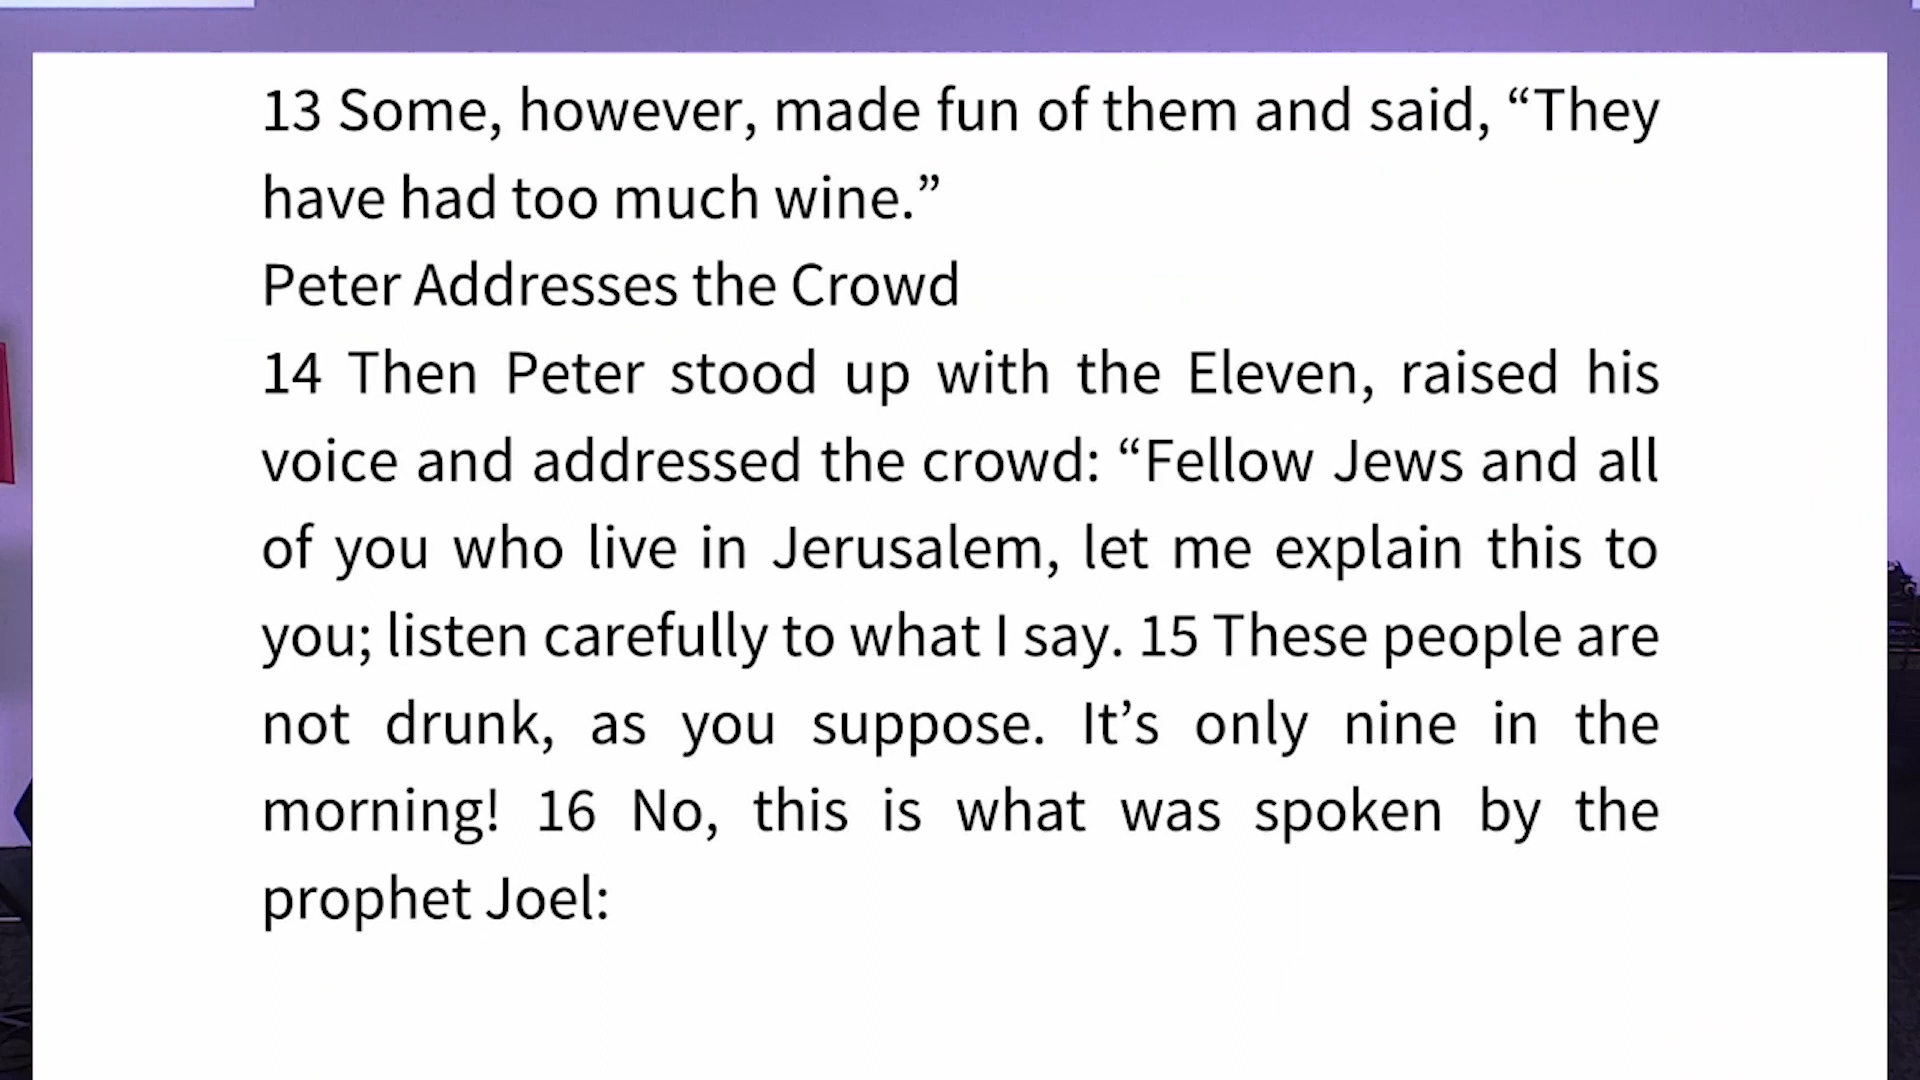 13 Some, however, made fun of them and said, “They
have had too much wine.”
Peter Addresses the Crowd
14 Then Peter stood up with the Eleven, raised his
voice and addressed the crowd: “Fellow Jews and all
of you who live in Jerusalem, let me explain this to
you; listen carefully to what I say. 15 These people are
not drunk, as you suppose. It’s only nine in the
morning! 16 No, this is what was spoken by the
prophet Joel: